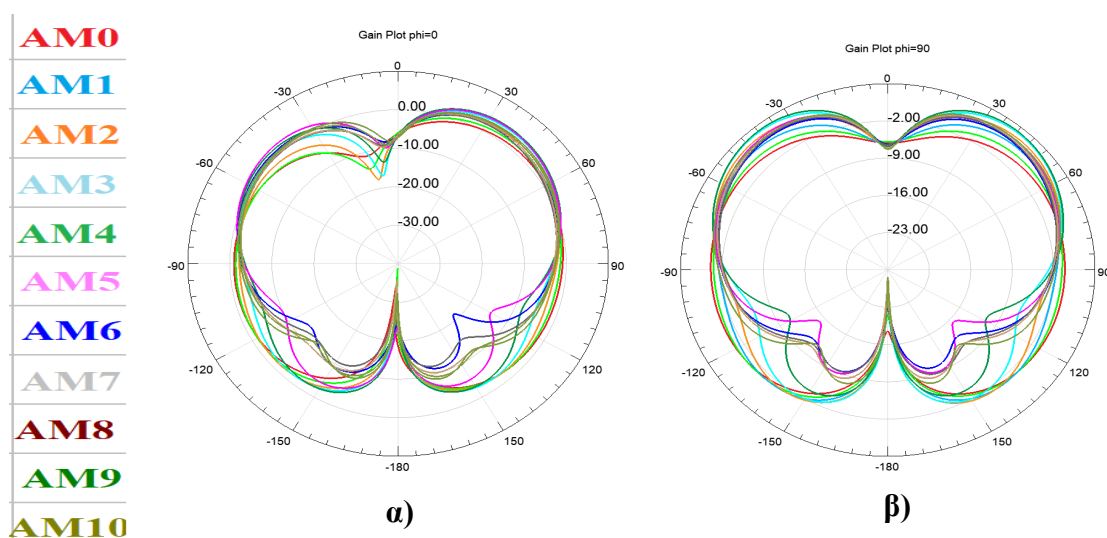 AM0
AM1
AM2
AM3
AM4
AM5
AM6
AM7
AM8
AM9
AM10
Gain Plot phi=0
0
-30
30
0.00
-10.00
-60
60
-20.00
-30.00
-90
90
-120
120
-150
150
-180
α)
Gain Plot phi=90
0
-30
30
-2.00
-9.00
-60
60
-16.00
-23.00
-90
90
-120
120
-150
150
-180
β)